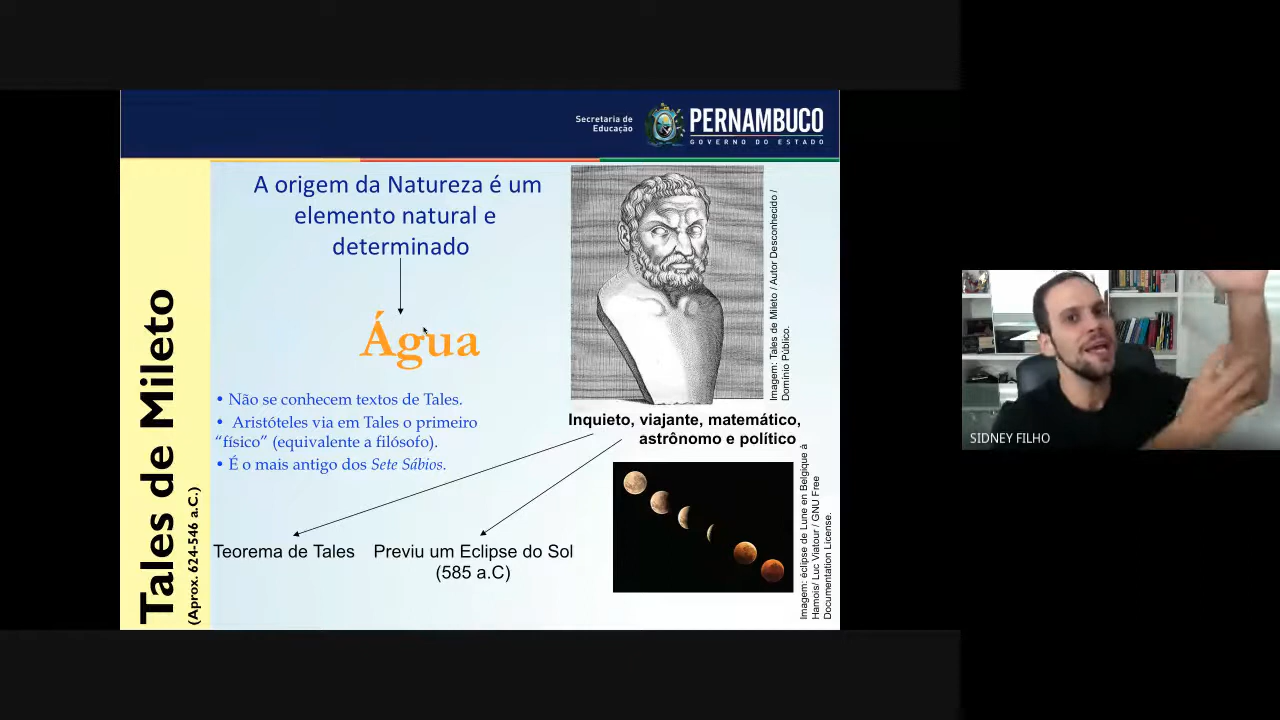 Secretaria de
Educação
PERNAMBUCO
GOVERNO DO ESTADO
Tales de Mileto
(Aprox. 624-546 a.C.)
A origem da Natureza é um
elemento natural e
determinado
Água
• Não se conhecem textos de Tales.
• Aristóteles via em Tales o primeiro
“físico” (equivalente a filósofo).
• É o mais antigo dos Sete Sábios.
Imagem: Tales de Mileto / Autor Desconhecido /
Domínio Público.
Inquieto, viajante, matemático,
astrônomo e político
Teorema de Tales
Previu um Eclipse do Sol
(585 a.C)
Imagem: éclipse de Lune en Belgique à
Hamois/ Luc Viatour / GNU Free
Documentation License.
SIDNEY FILHO